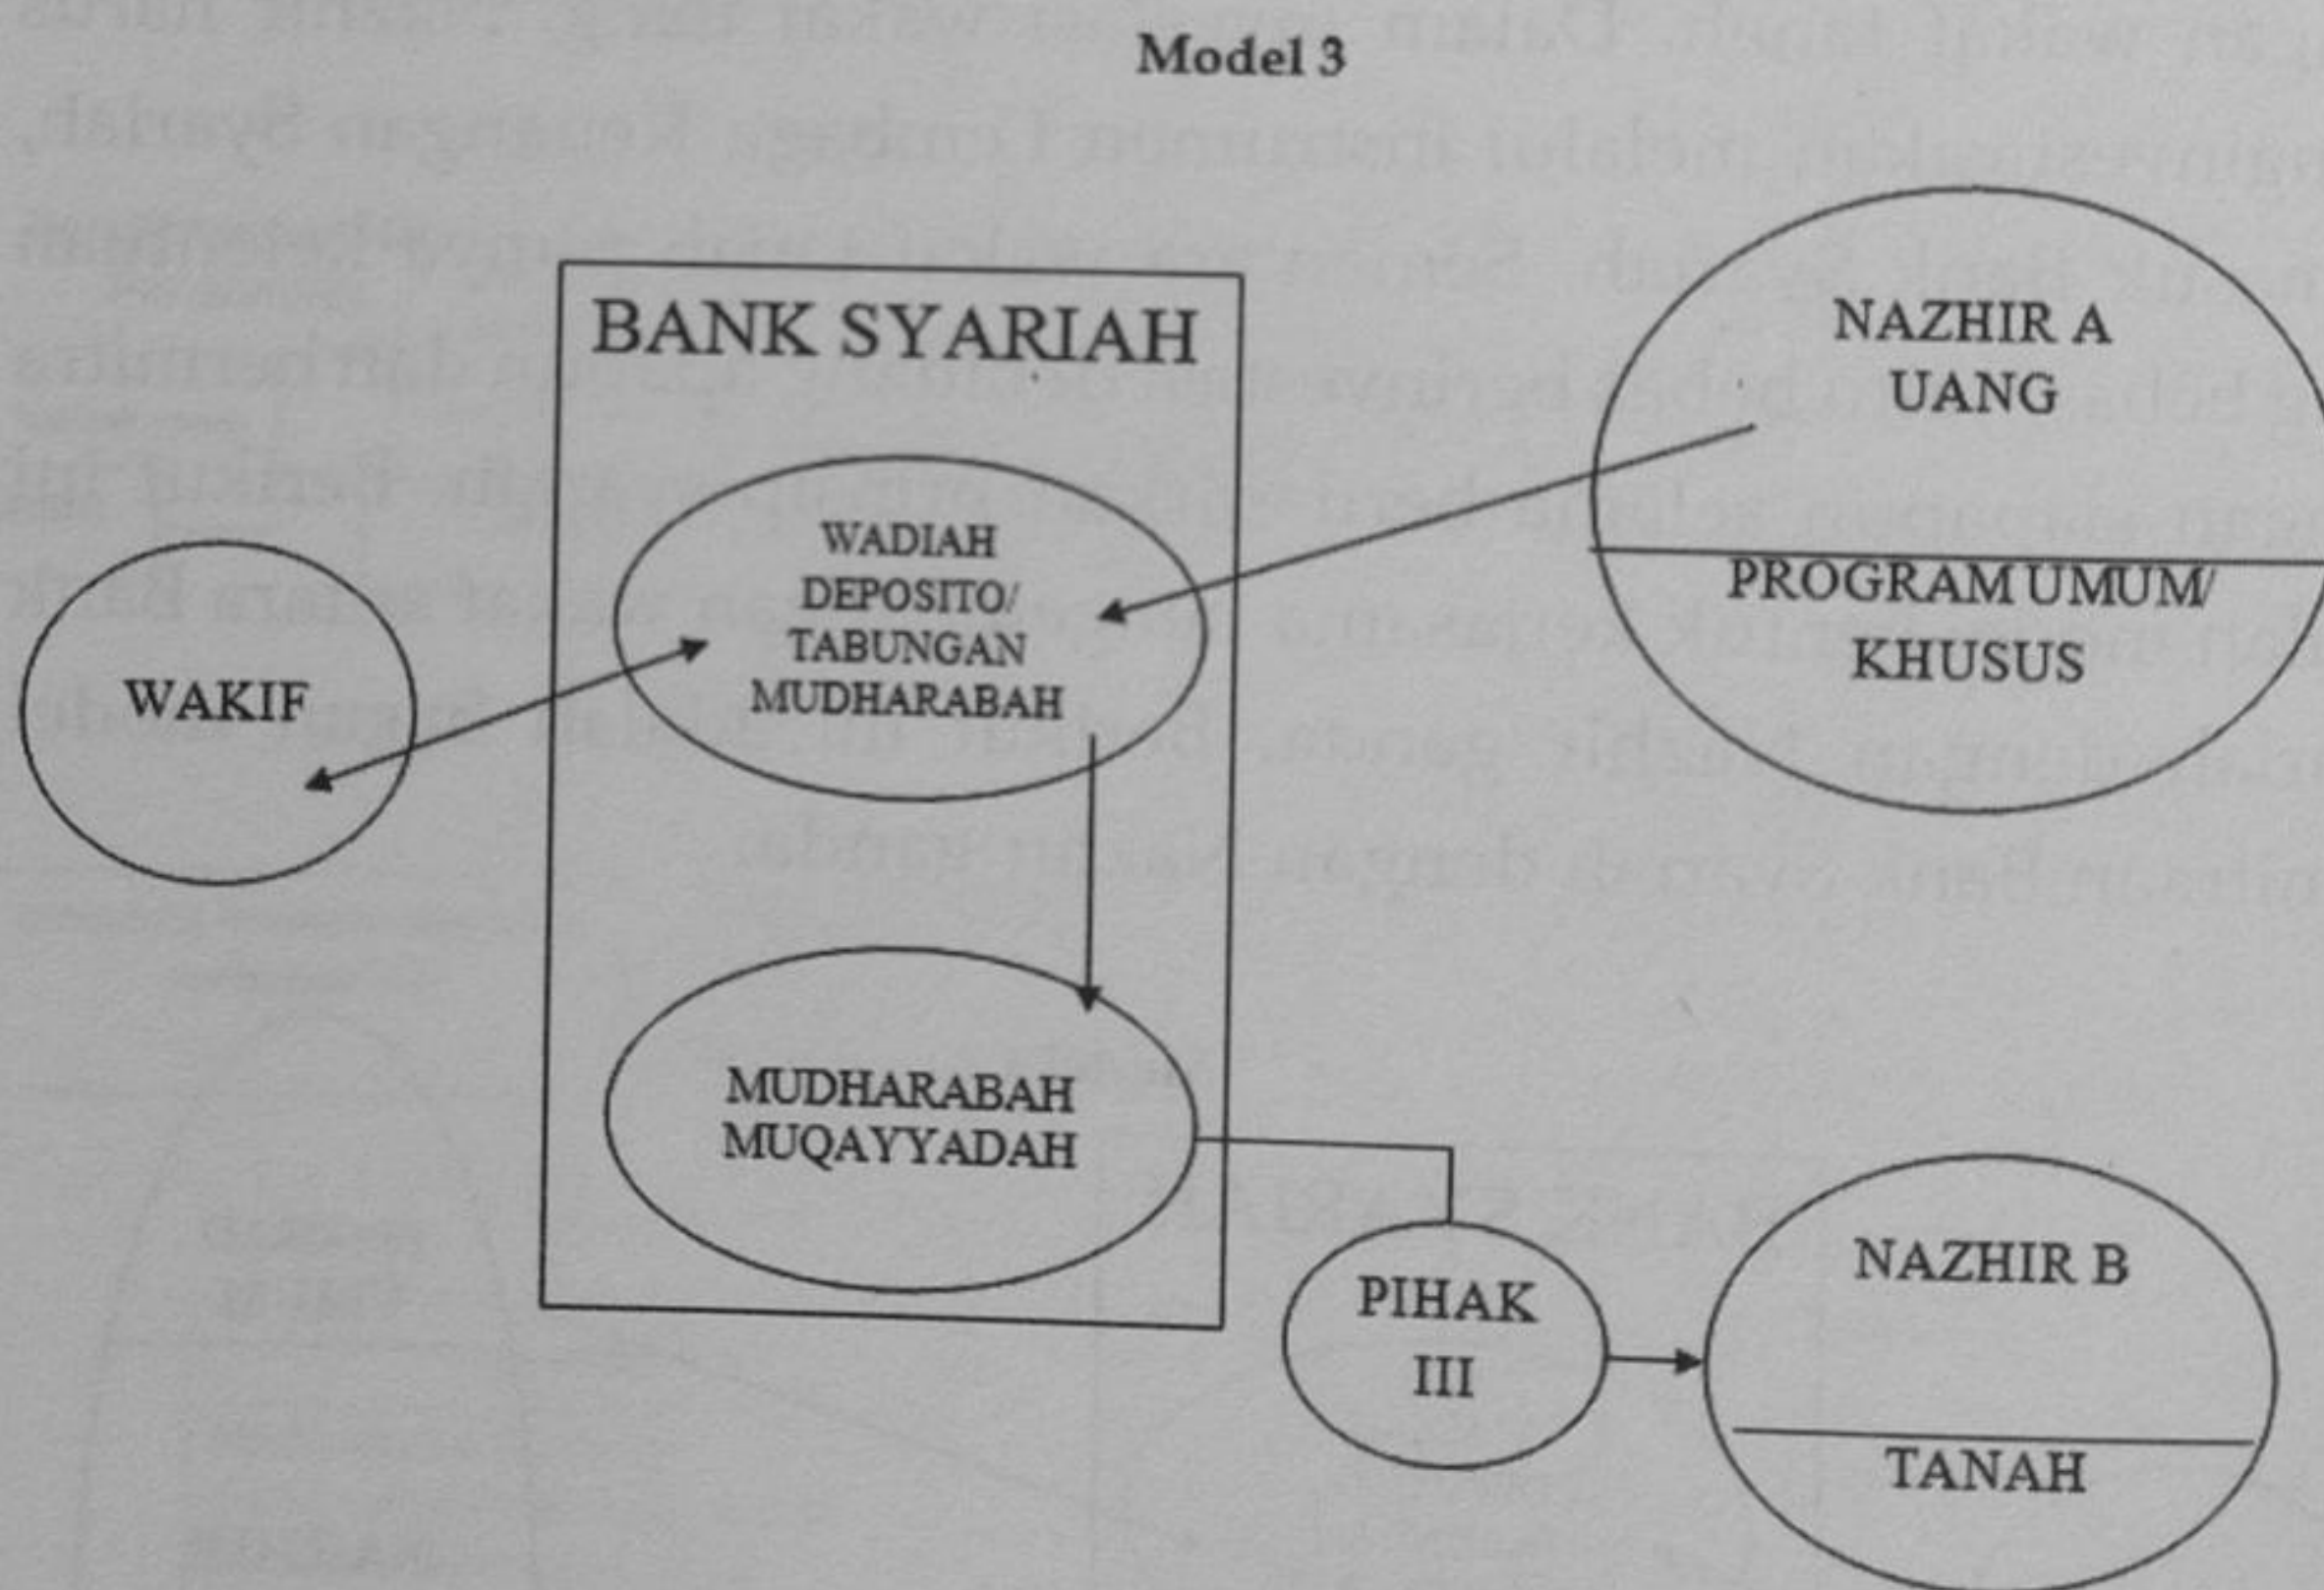 Model 3
BANK SYARIAH
WADIAH
DEPOSITO/
TABUNGAN
MUDHARABAH
WAKIF
NAZHIR A
UANG
PROGRAM UMUM/
KHUSUS
MUDHARABAH
MUQAYYADAH
PIHAK
III
NAZHIR B
TANAH